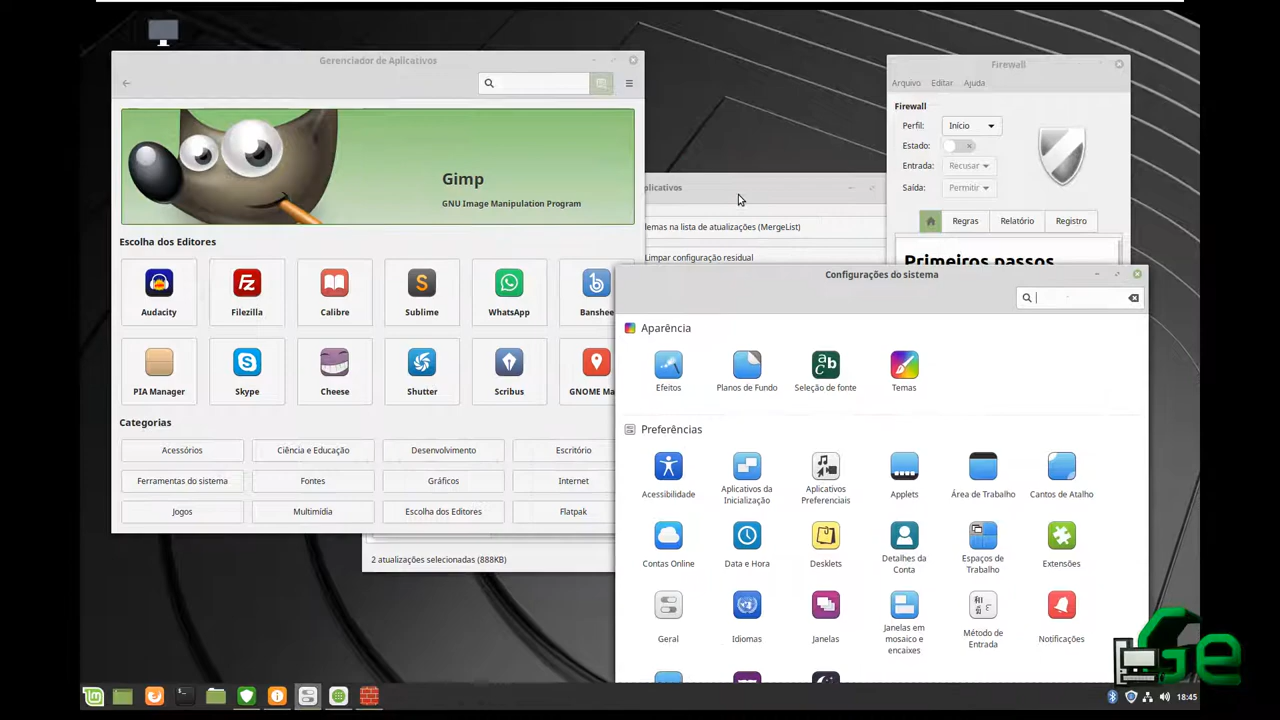 Gerenciador de Aplicativos
Gimp
GNU Image Manipulation Program
Escolha dos Editores
Audacity
Filezilla
Calibre
Sublime
WhatsApp
Banshee
PIA Manager
Skype
Cheese
Shutter
Scribus
GNOME Ma
Categorias
Acessórios
Ciência e Educação
Desenvolvimento
Escritório
Ferramentas do sistema
Fontes
Gráficos
Internet
Jogos
Multimídia
Escolha dos Editores
Flatpak
2 atualizações selecionadas (888KB)
plicativos
lemas na lista de atualizações (MergeList)
Limpar configuração residual
Firewall
Arquivo Editar Ajuda
Firewall
Perfil: Início
Estado:
Entrada: Recusar
Saída: Permitir
Regras Relatório Registro
Primeiros passos
Configurações do sistema
Aparência
Efeitos
Planos de Fundo
Seleção de fonte
Temas
Preferências
Acessibilidade
Aplicativos da
Inicialização
Aplicativos
Preferenciais
Applets
Área de Trabalho
Cantos de Atalho
Contas Online
Data e Hora
Desklets
Detalhes da
Conta
Espaços de
Trabalho
Extensões
Geral
Idiomas
Janelas
Janelas em
mosaico e
encaixes
Método de
Entrada
Notificações
Ge
18:45